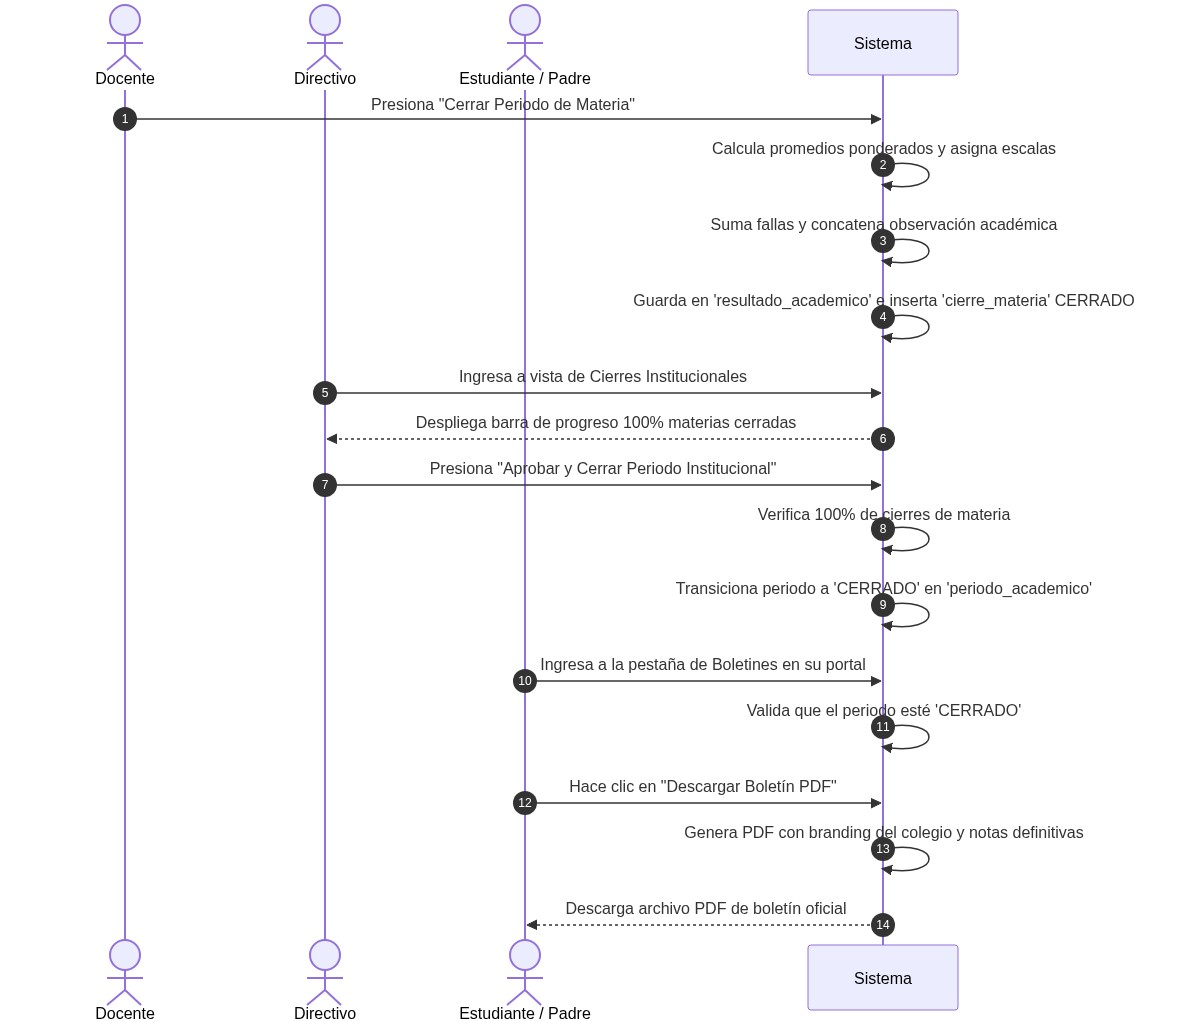 Docente
Directivo
Estudiante / Padre
Sistema
Presiona "Cerrar Periodo de Materia"
1
Calcula promedios ponderados y asigna escalas
2
Suma fallas y concatena observación académica
3
Guarda en 'resultado_academico' e inserta 'cierre_materia' CERRADO
4
Ingresa a vista de Cierres Institucionales
5
Despliega barra de progreso 100% materias cerradas
6
Presiona "Aprobar y Cerrar Periodo Institucional"
7
Verifica 100% de cierres de materia
8
Transiciona periodo a 'CERRADO' en 'periodo_academico'
9
Ingresa a la pestaña de Boletines en su portal
10
Valida que el periodo esté 'CERRADO'
11
Hace clic en "Descargar Boletín PDF"
12
Genera PDF con branding del colegio y notas definitivas
13
Descarga archivo PDF de boletín oficial
14
Docente
Directivo
Estudiante / Padre
Sistema